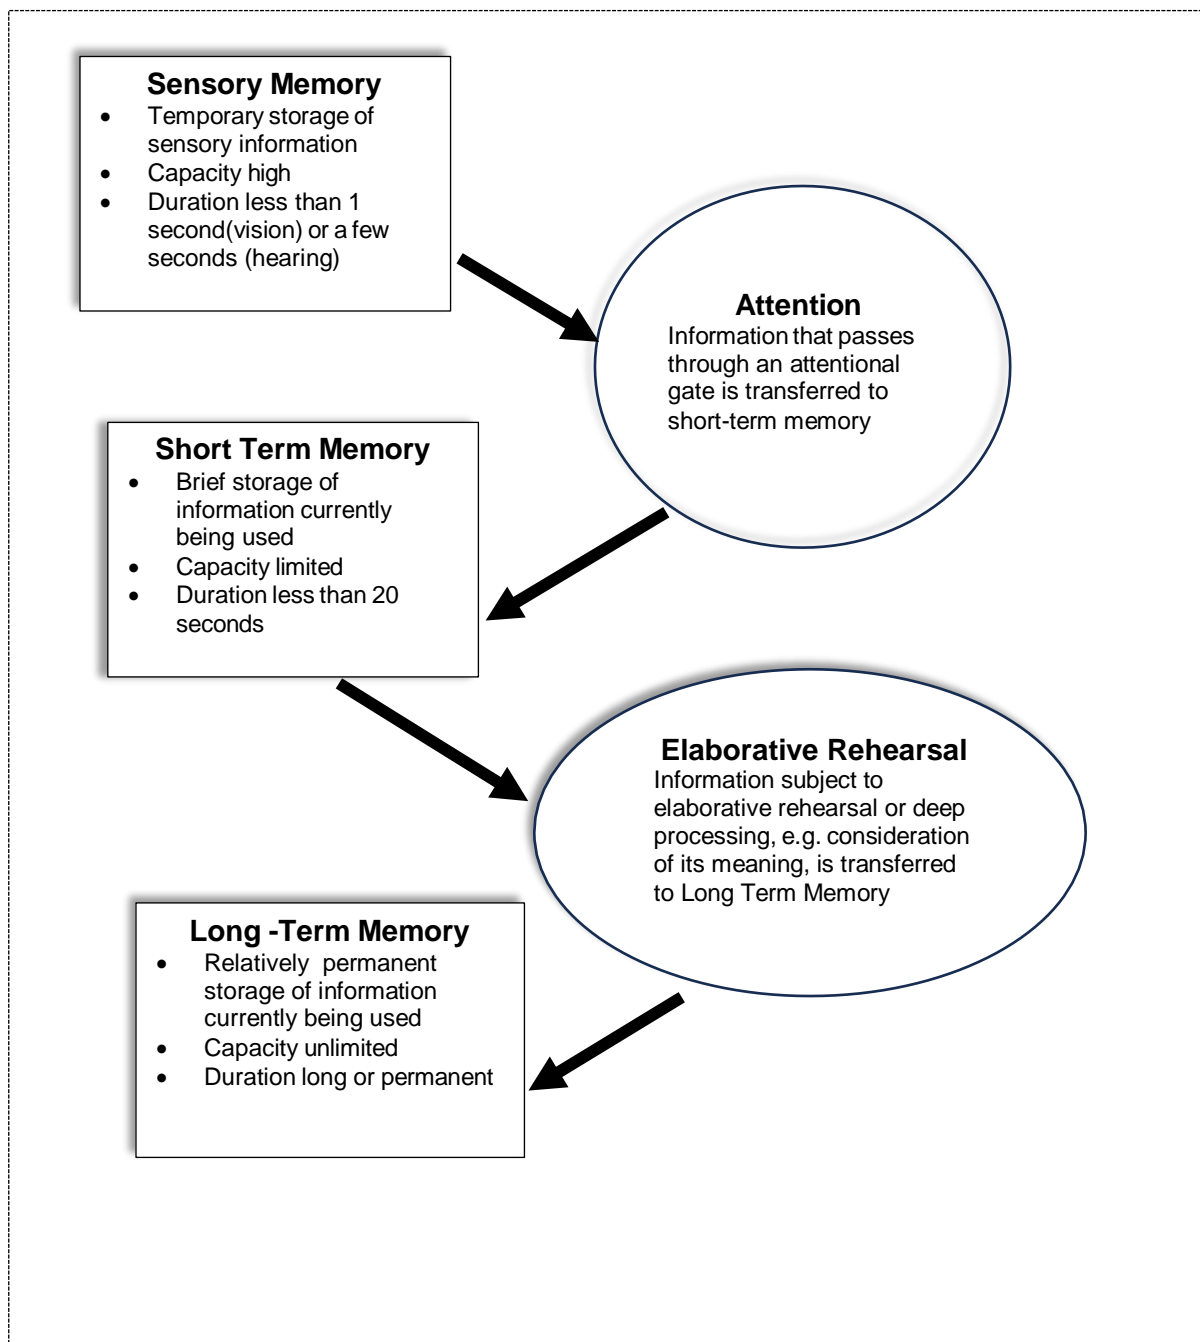 Sensory Memory
• Temporary storage of
sensory information
• Capacity high
• Duration less than 1
second(vision) or a few
seconds (hearing)
Attention
Information that passes
through an attentional
gate is transferred to
short-term memory
Short Term Memory
• Brief storage of
information currently
being used
• Capacity limited
• Duration less than 20
seconds
Elaborative Rehearsal
Information subject to
elaborative rehearsal or deep
processing, e.g. consideration
of its meaning, is transferred
to Long Term Memory
Long -Term Memory
• Relatively permanent
storage of information
currently being used
• Capacity unlimited
• Duration long or permanent